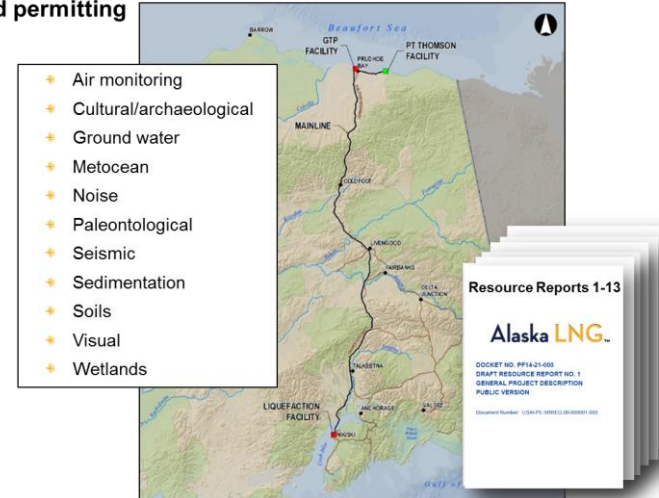 d permitting
Air monitoring
Cultural/archaeological
Ground water
Metocean
Noise
Paleontological
Seismic
Sedimentation
Soils
Visual
Wetlands
Beaufort Sea
BARROW
GTP
FACILITY
PRUDHOE
BAY
PT THOMSON
FACILITY
MAINLINE
COLDFOOT
LIVENGOOD
FAIRBANKS
DELTA
JUNCTION
TALKEETNA
LIQUEFACTION
FACILITY
ANCHORAGE
VALDEZ
NIKISKI
Gulf of
Resource Reports 1-13
Alaska LNG
DOCKET NO. PF14-21-000
DRAFT RESOURCE REPORT NO. 1
GENERAL PROJECT DESCRIPTION
PUBLIC VERSION